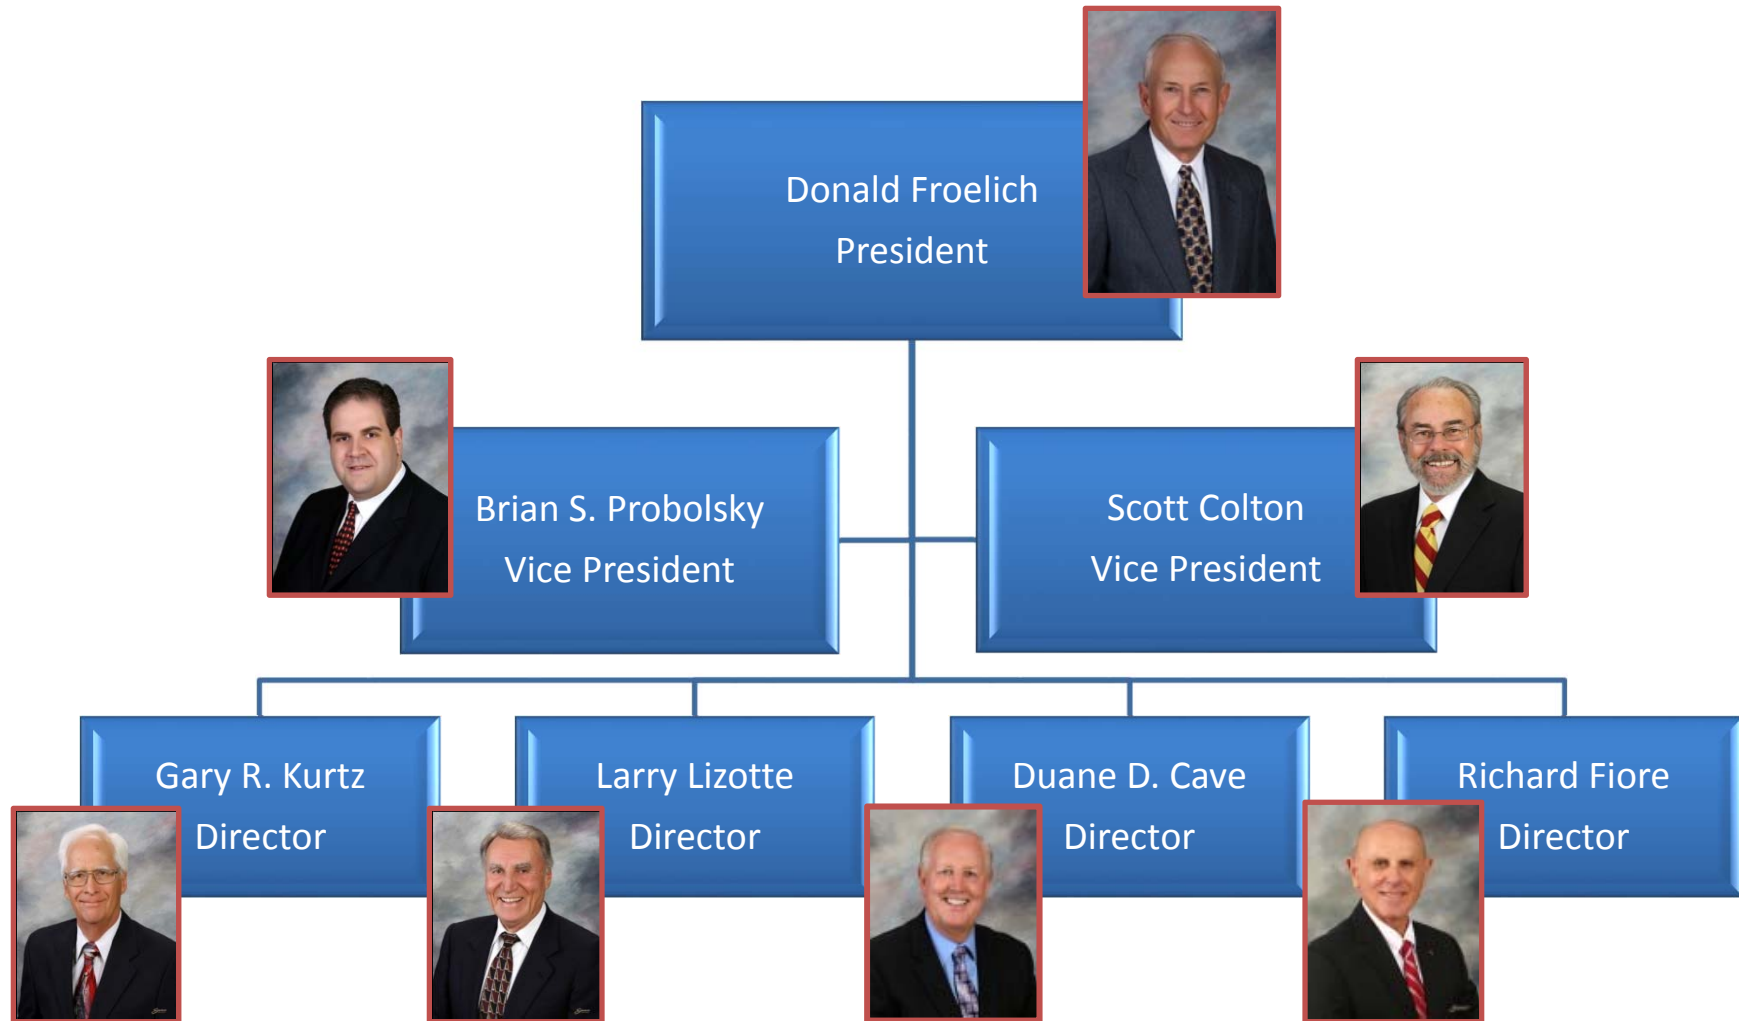 Donald Froelich
President
Brian S. Probolsky
Vice President
Scott Colton
Vice President
Gary R. Kurtz
Director
Larry Lizotte
Director
Duane D. Cave
Director
Richard Fiore
Director